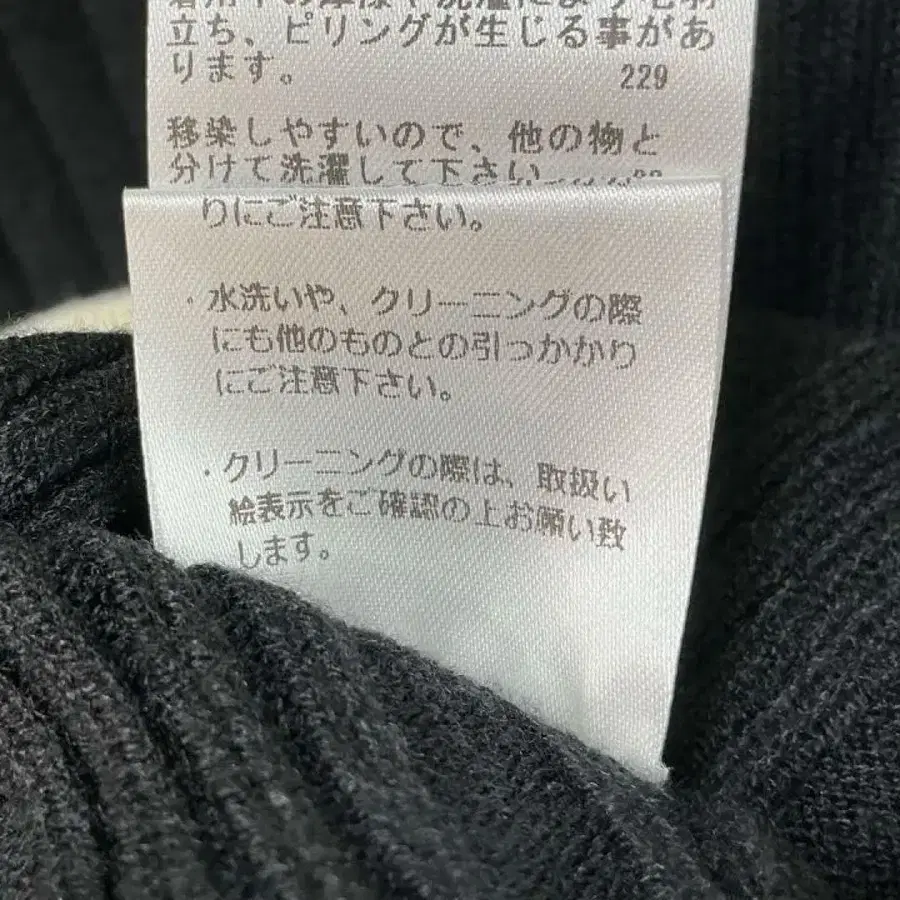 立ち、ピリングが生じる事があ
ります。 229
移染しやすいので、他の物と
分けて洗濯して下さい
りにご注意下さい。
・水洗いや、クリーニングの際
にも他のものとの引っかかり
にご注意下さい。
・クリーニングの際は、取扱い
絵表示をご確認の上お願い致
します。